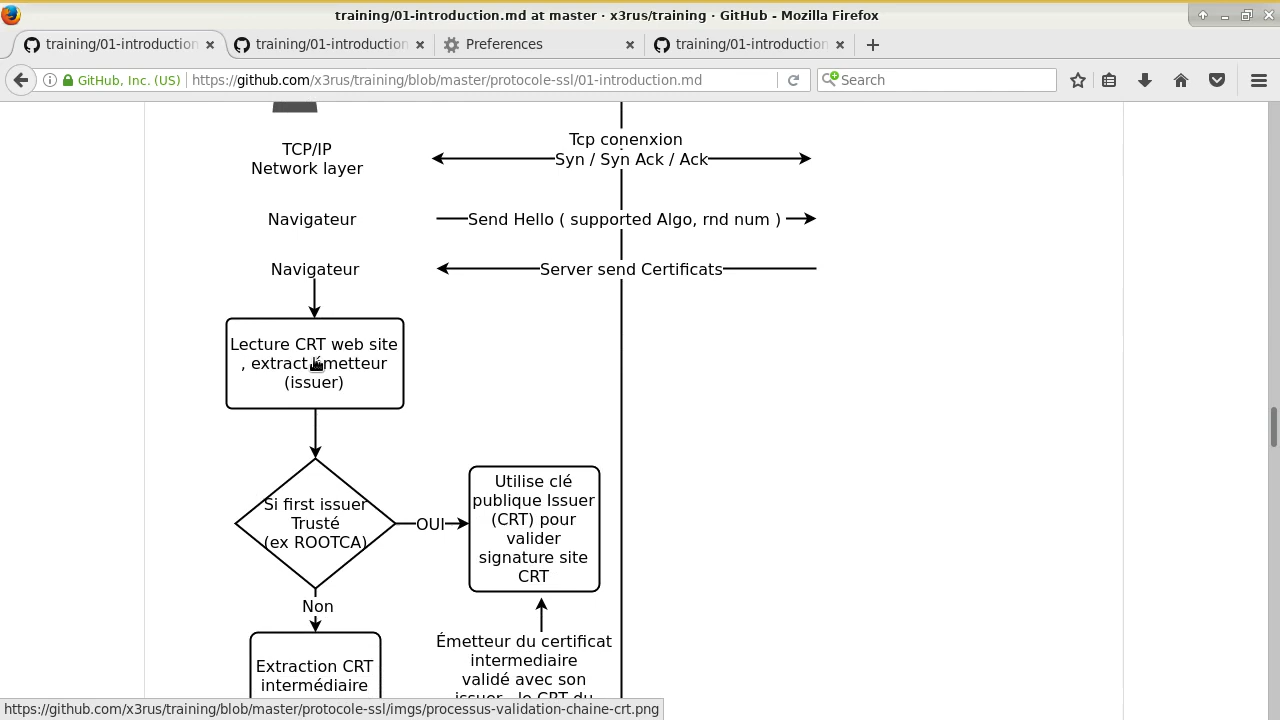 training/01-introduction.md at master · x3rus/training · GitHub - Mozilla Firefox
training/01-introduction
training/01-introduction
Preferences
training/01-introduction
GitHub, Inc. (US)
https://github.com/x3rus/training/blob/master/protocole-ssl/01-introduction.md
Search
TCP/IP
Network layer
Tcp conenxion
Syn / Syn Ack / Ack
Navigateur
Send Hello ( supported Algo, rnd num )
Navigateur
Server send Certificats
Lecture CRT web site
, extract Émetteur
(issuer)
Si first issuer
Trusté
(ex ROOTCA)
OUI
Utilise clé
publique Issuer
(CRT) pour
valider
signature site
CRT
Non
Extraction CRT
intermédiaire
Émetteur du certificat
intermediaire
validé avec son
issuer , le CRT du
https://github.com/x3rus/training/blob/master/protocole-ssl/imgs/processus-validation-chaine-crt.png